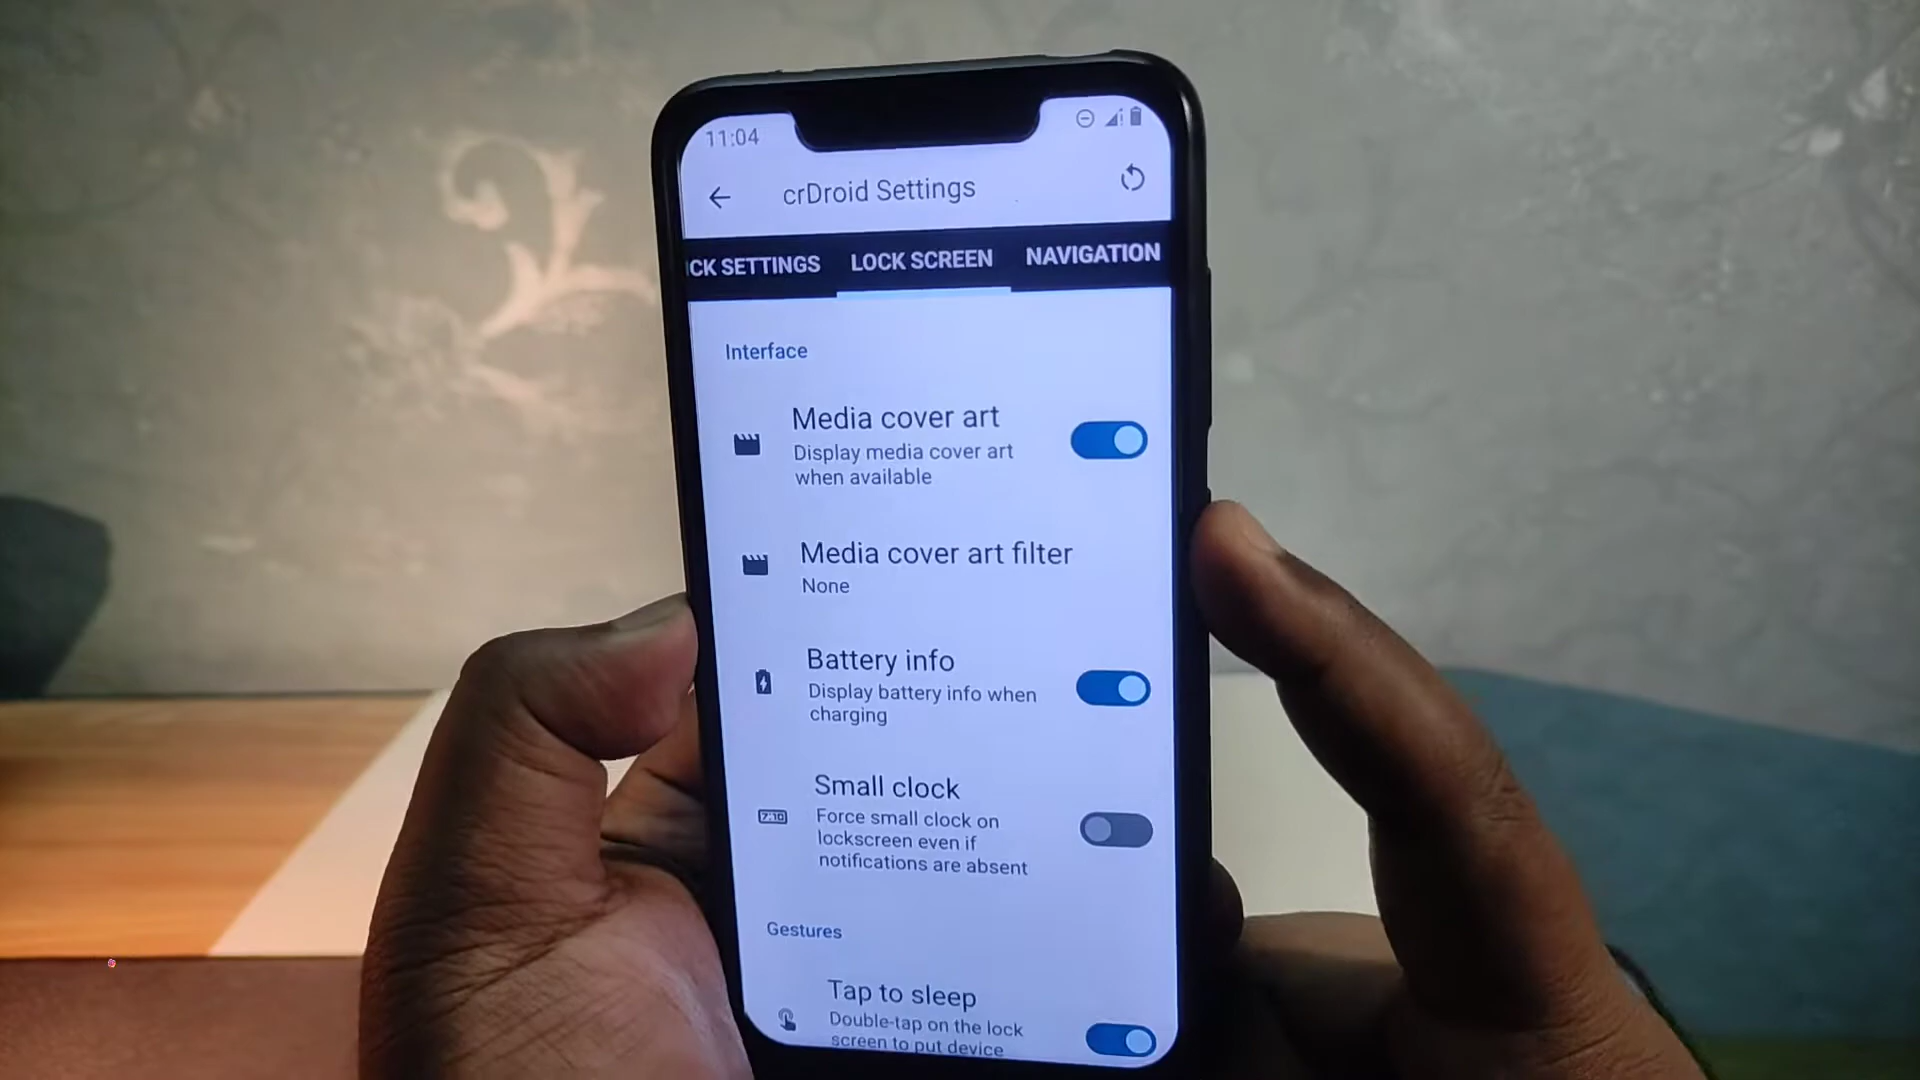 11:04
crDroid Settings
CK SETTINGS LOCK SCREEN NAVIGATION
Interface
Media cover art
Display media cover art
when available
Media cover art filter
None
Battery info
Display battery info when
charging
Small clock
7:10
Force small clock on
lockscreen even if
notifications are absent
Gestures
Tap to sleep
Double-tap on the lock
screen to put device